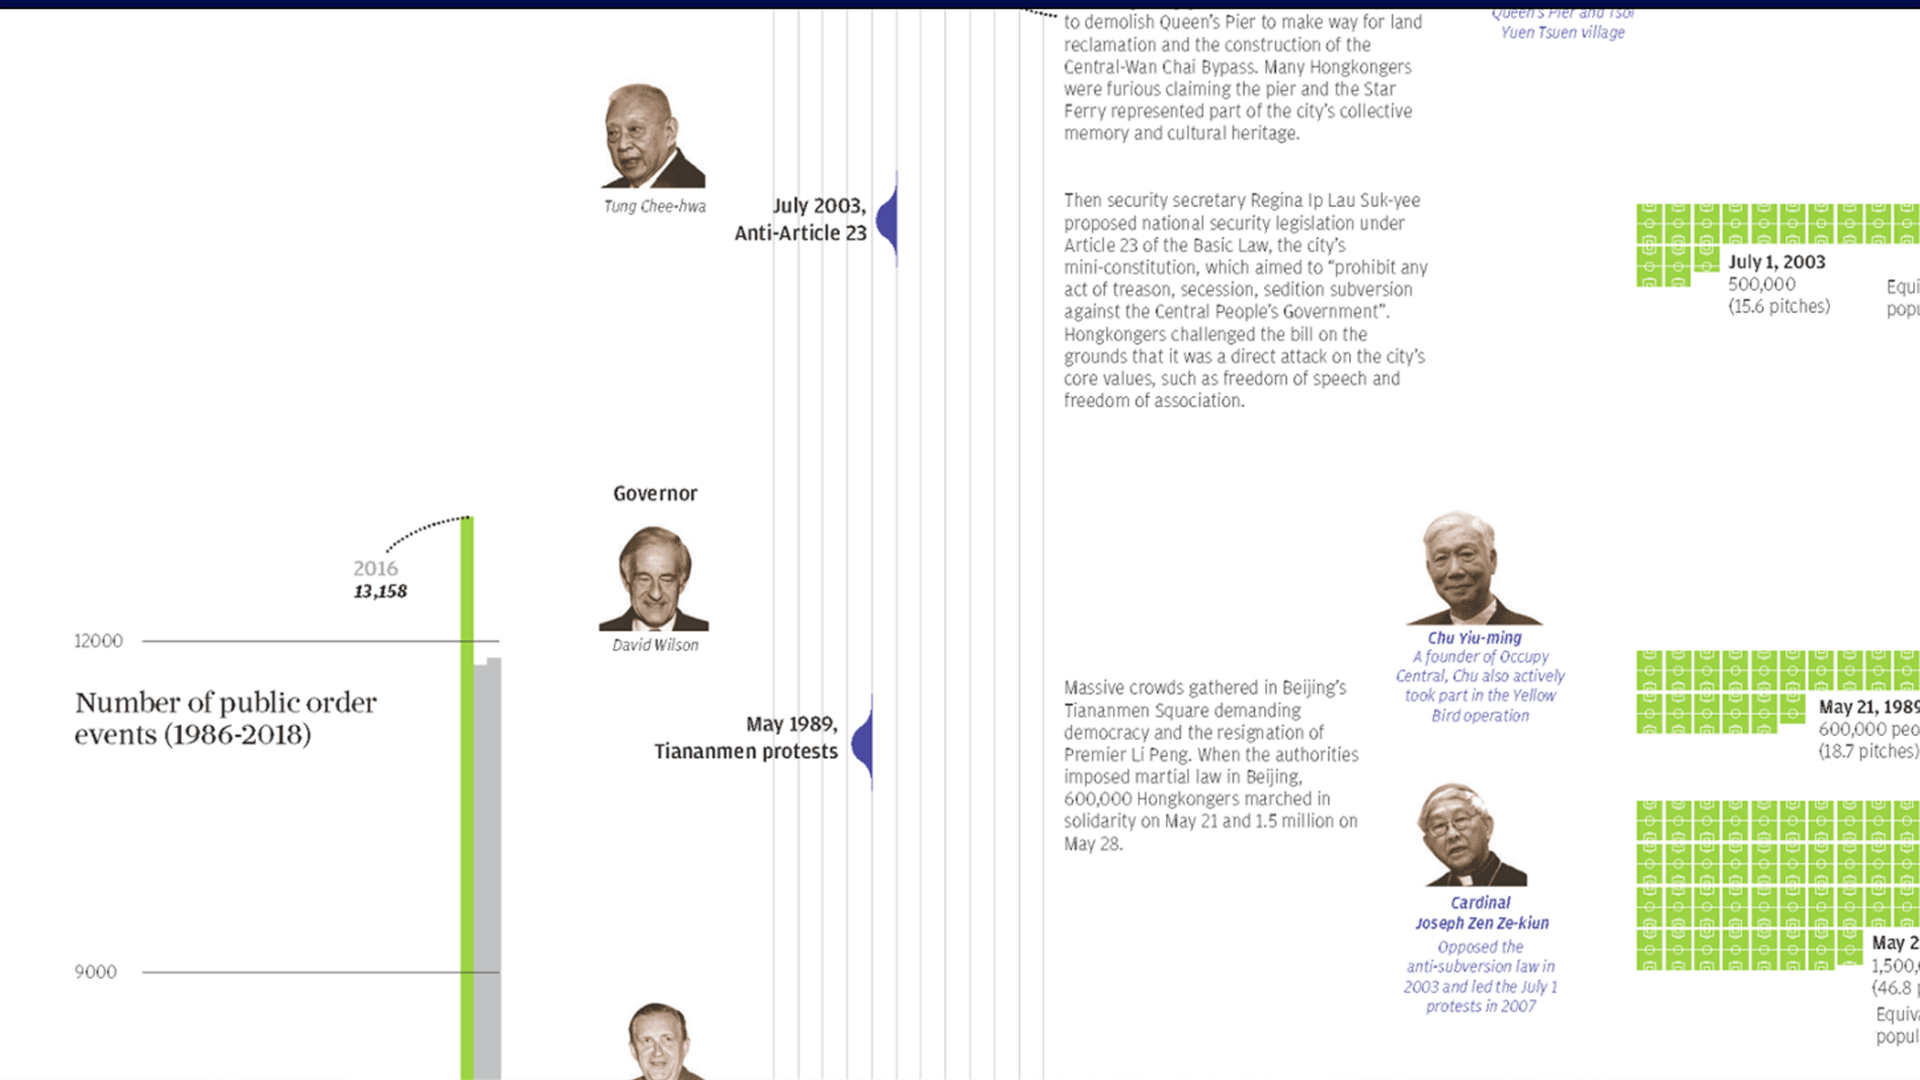 to demolish Queen's Pier to make way for land
reclamation and the construction of the
Central-Wan Chai Bypass. Many Hongkongers
were furious claiming the pier and the Star
Ferry represented part of the city's collective
memory and cultural heritage.
Queen's Pier and Tsoi
Yuen Tsuen village
Tung Chee-hwa
July 2003,
Anti-Article 23
Then security secretary Regina Ip Lau Suk-yee
proposed national security legislation under
Article 23 of the Basic Law, the city's
mini-constitution, which aimed to “prohibit any
act of treason, secession, sedition subversion
against the Central People's Government”.
Hongkongers challenged the bill on the
grounds that it was a direct attack on the city's
core values, such as freedom of speech and
freedom of association.
July 1, 2003
500,000
(15.6 pitches)
Governor
David Wilson
2016
13,158
12000
Number of public order
events (1986-2018)
9000
May 1989,
Tiananmen protests
Massive crowds gathered in Beijing's
Tiananmen Square demanding
democracy and the resignation of
Premier Li Peng. When the authorities
imposed martial law in Beijing,
600,000 Hongkongers marched in
solidarity on May 21 and 1.5 million on
May 28.
Chu Yiu-ming
A founder of Occupy
Central, Chu also actively
took part in the Yellow
Bird operation
Cardinal
Joseph Zen Ze-kiun
Opposed the
anti-subversion law in
2003 and led the July 1
protests in 2007
May 21, 1989
600,000
(18.7 pitches)
May
(46.8